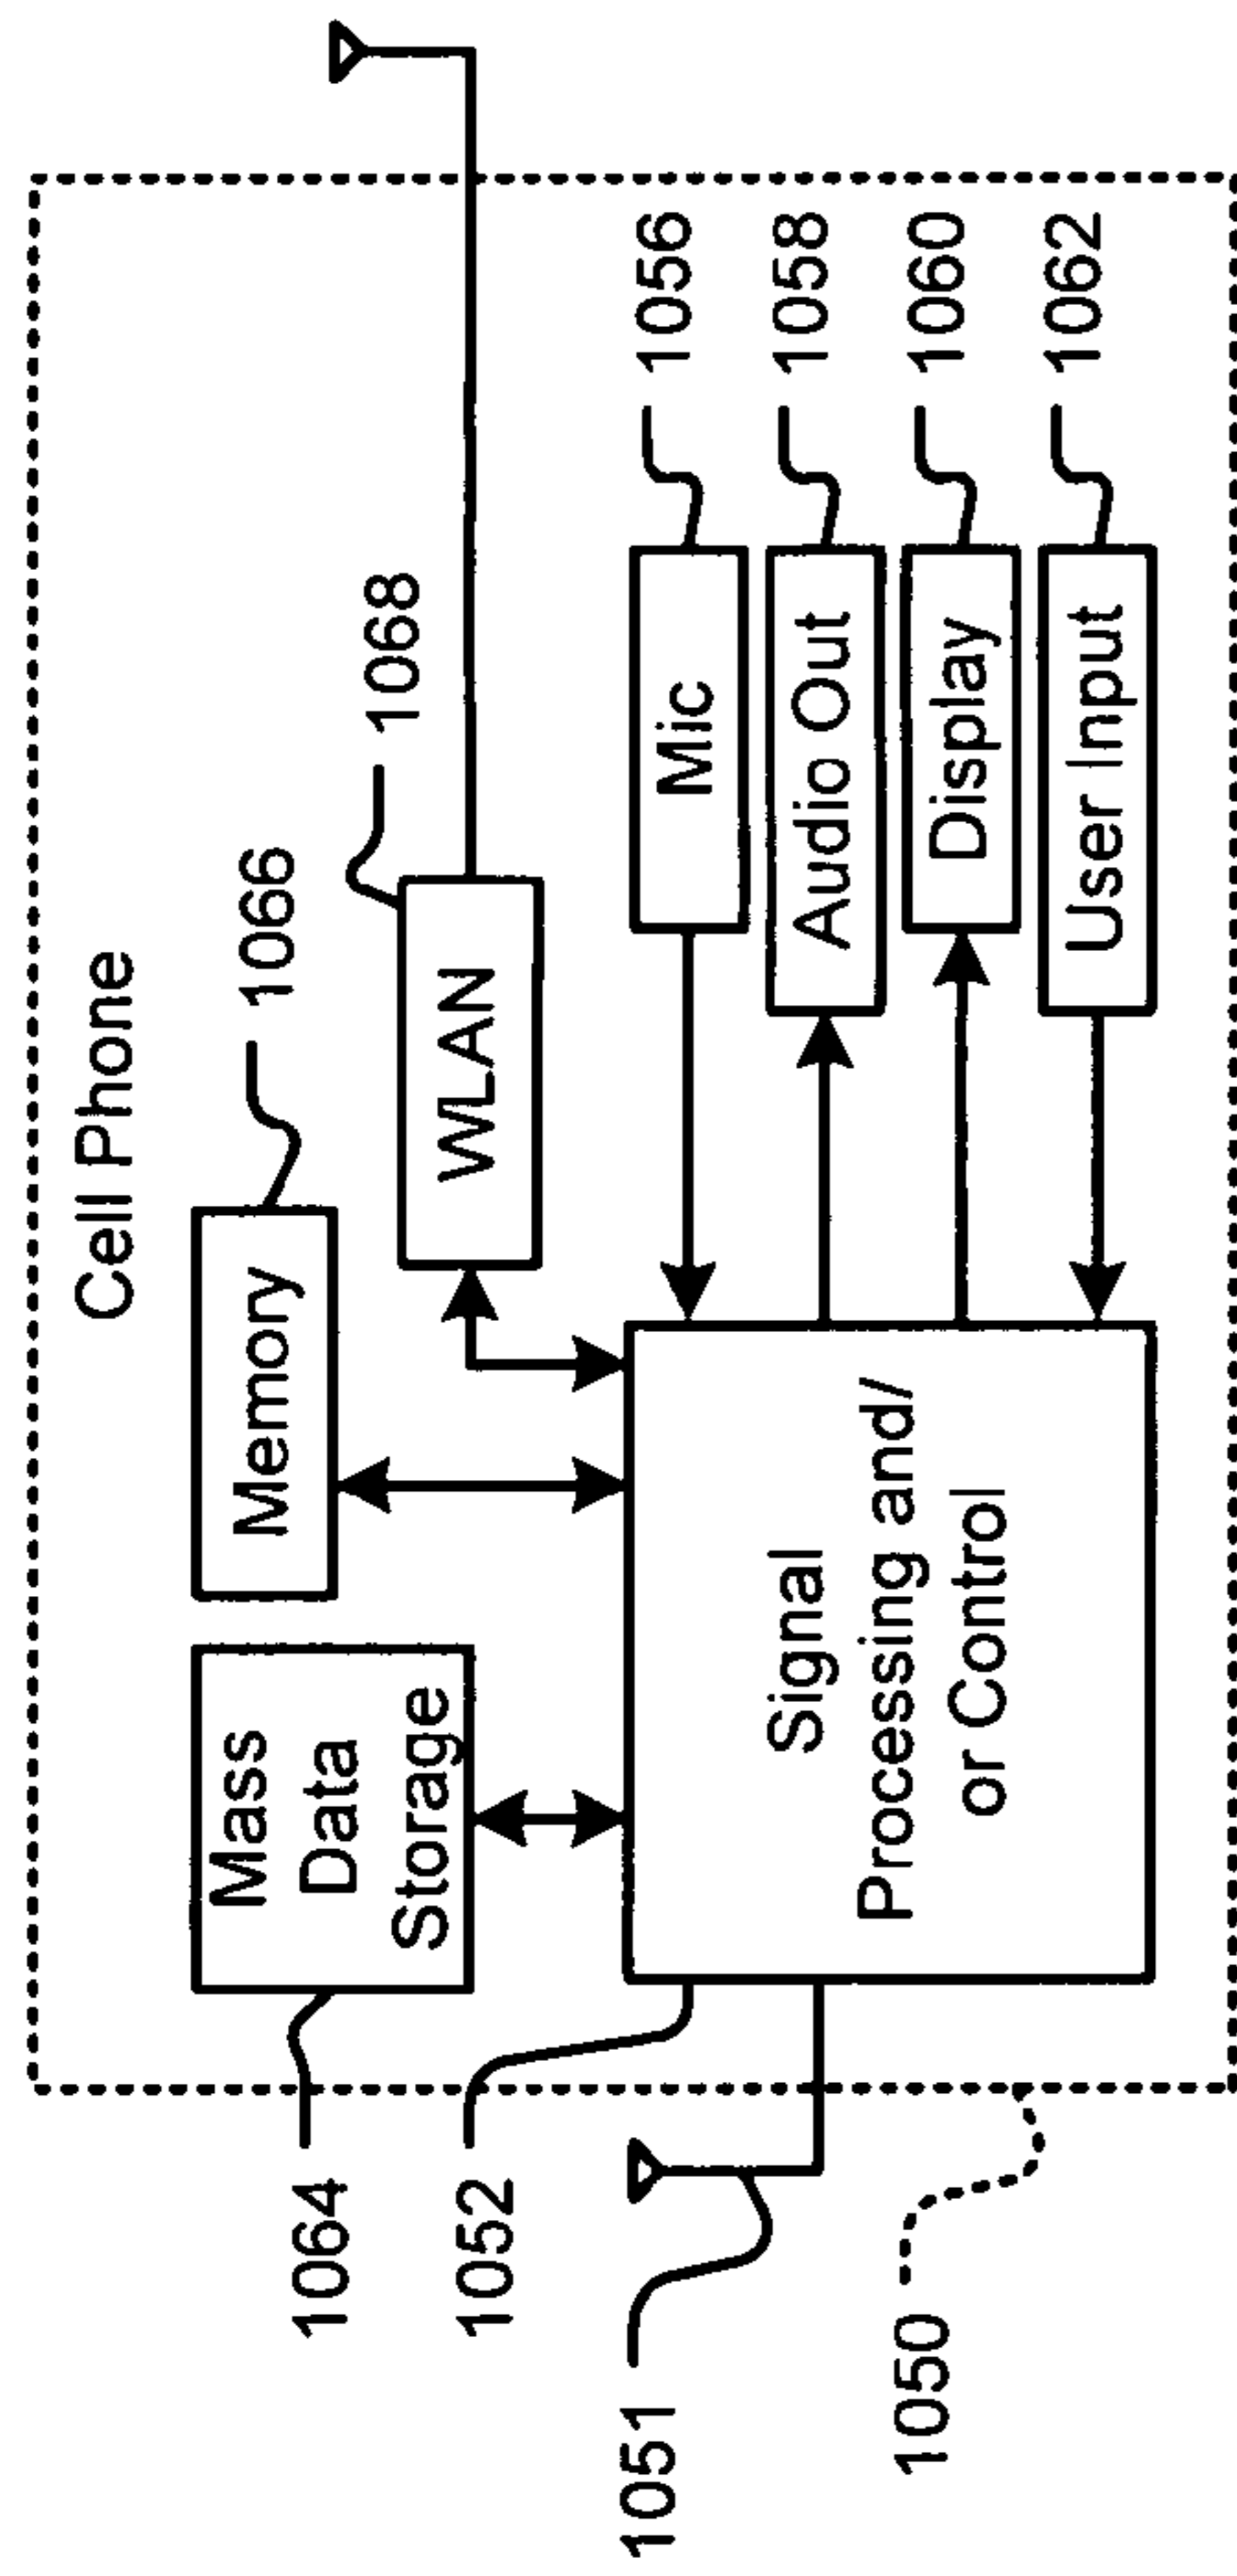 Cell Phone
1064
Mass
Data
Storage
Memory
1066
WLAN
1068
1052
Signal
Processing and/
or Control
Mic
1056
Audio Out
1058
Display
1060
User Input
1062
1051
1050